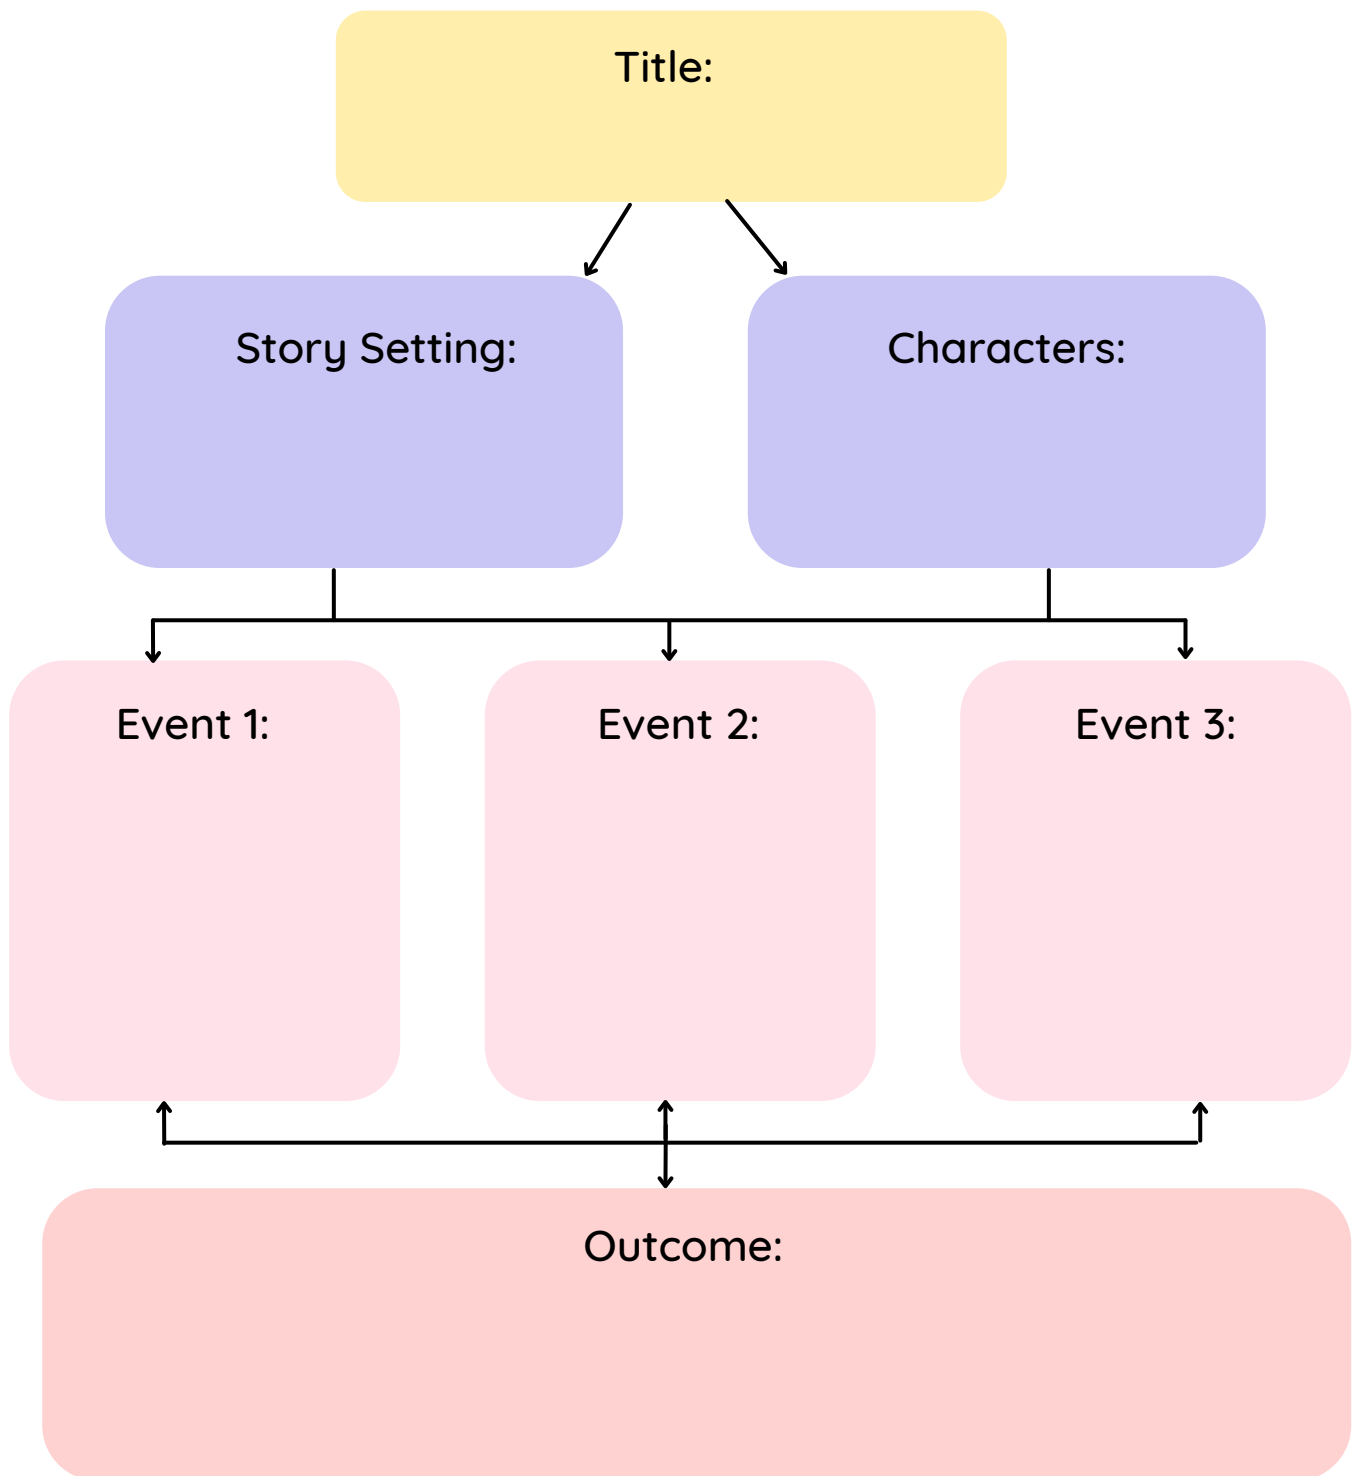 Title:
Story Setting:
Characters:
Event 1:
Event 2:
Event 3:
Outcome: